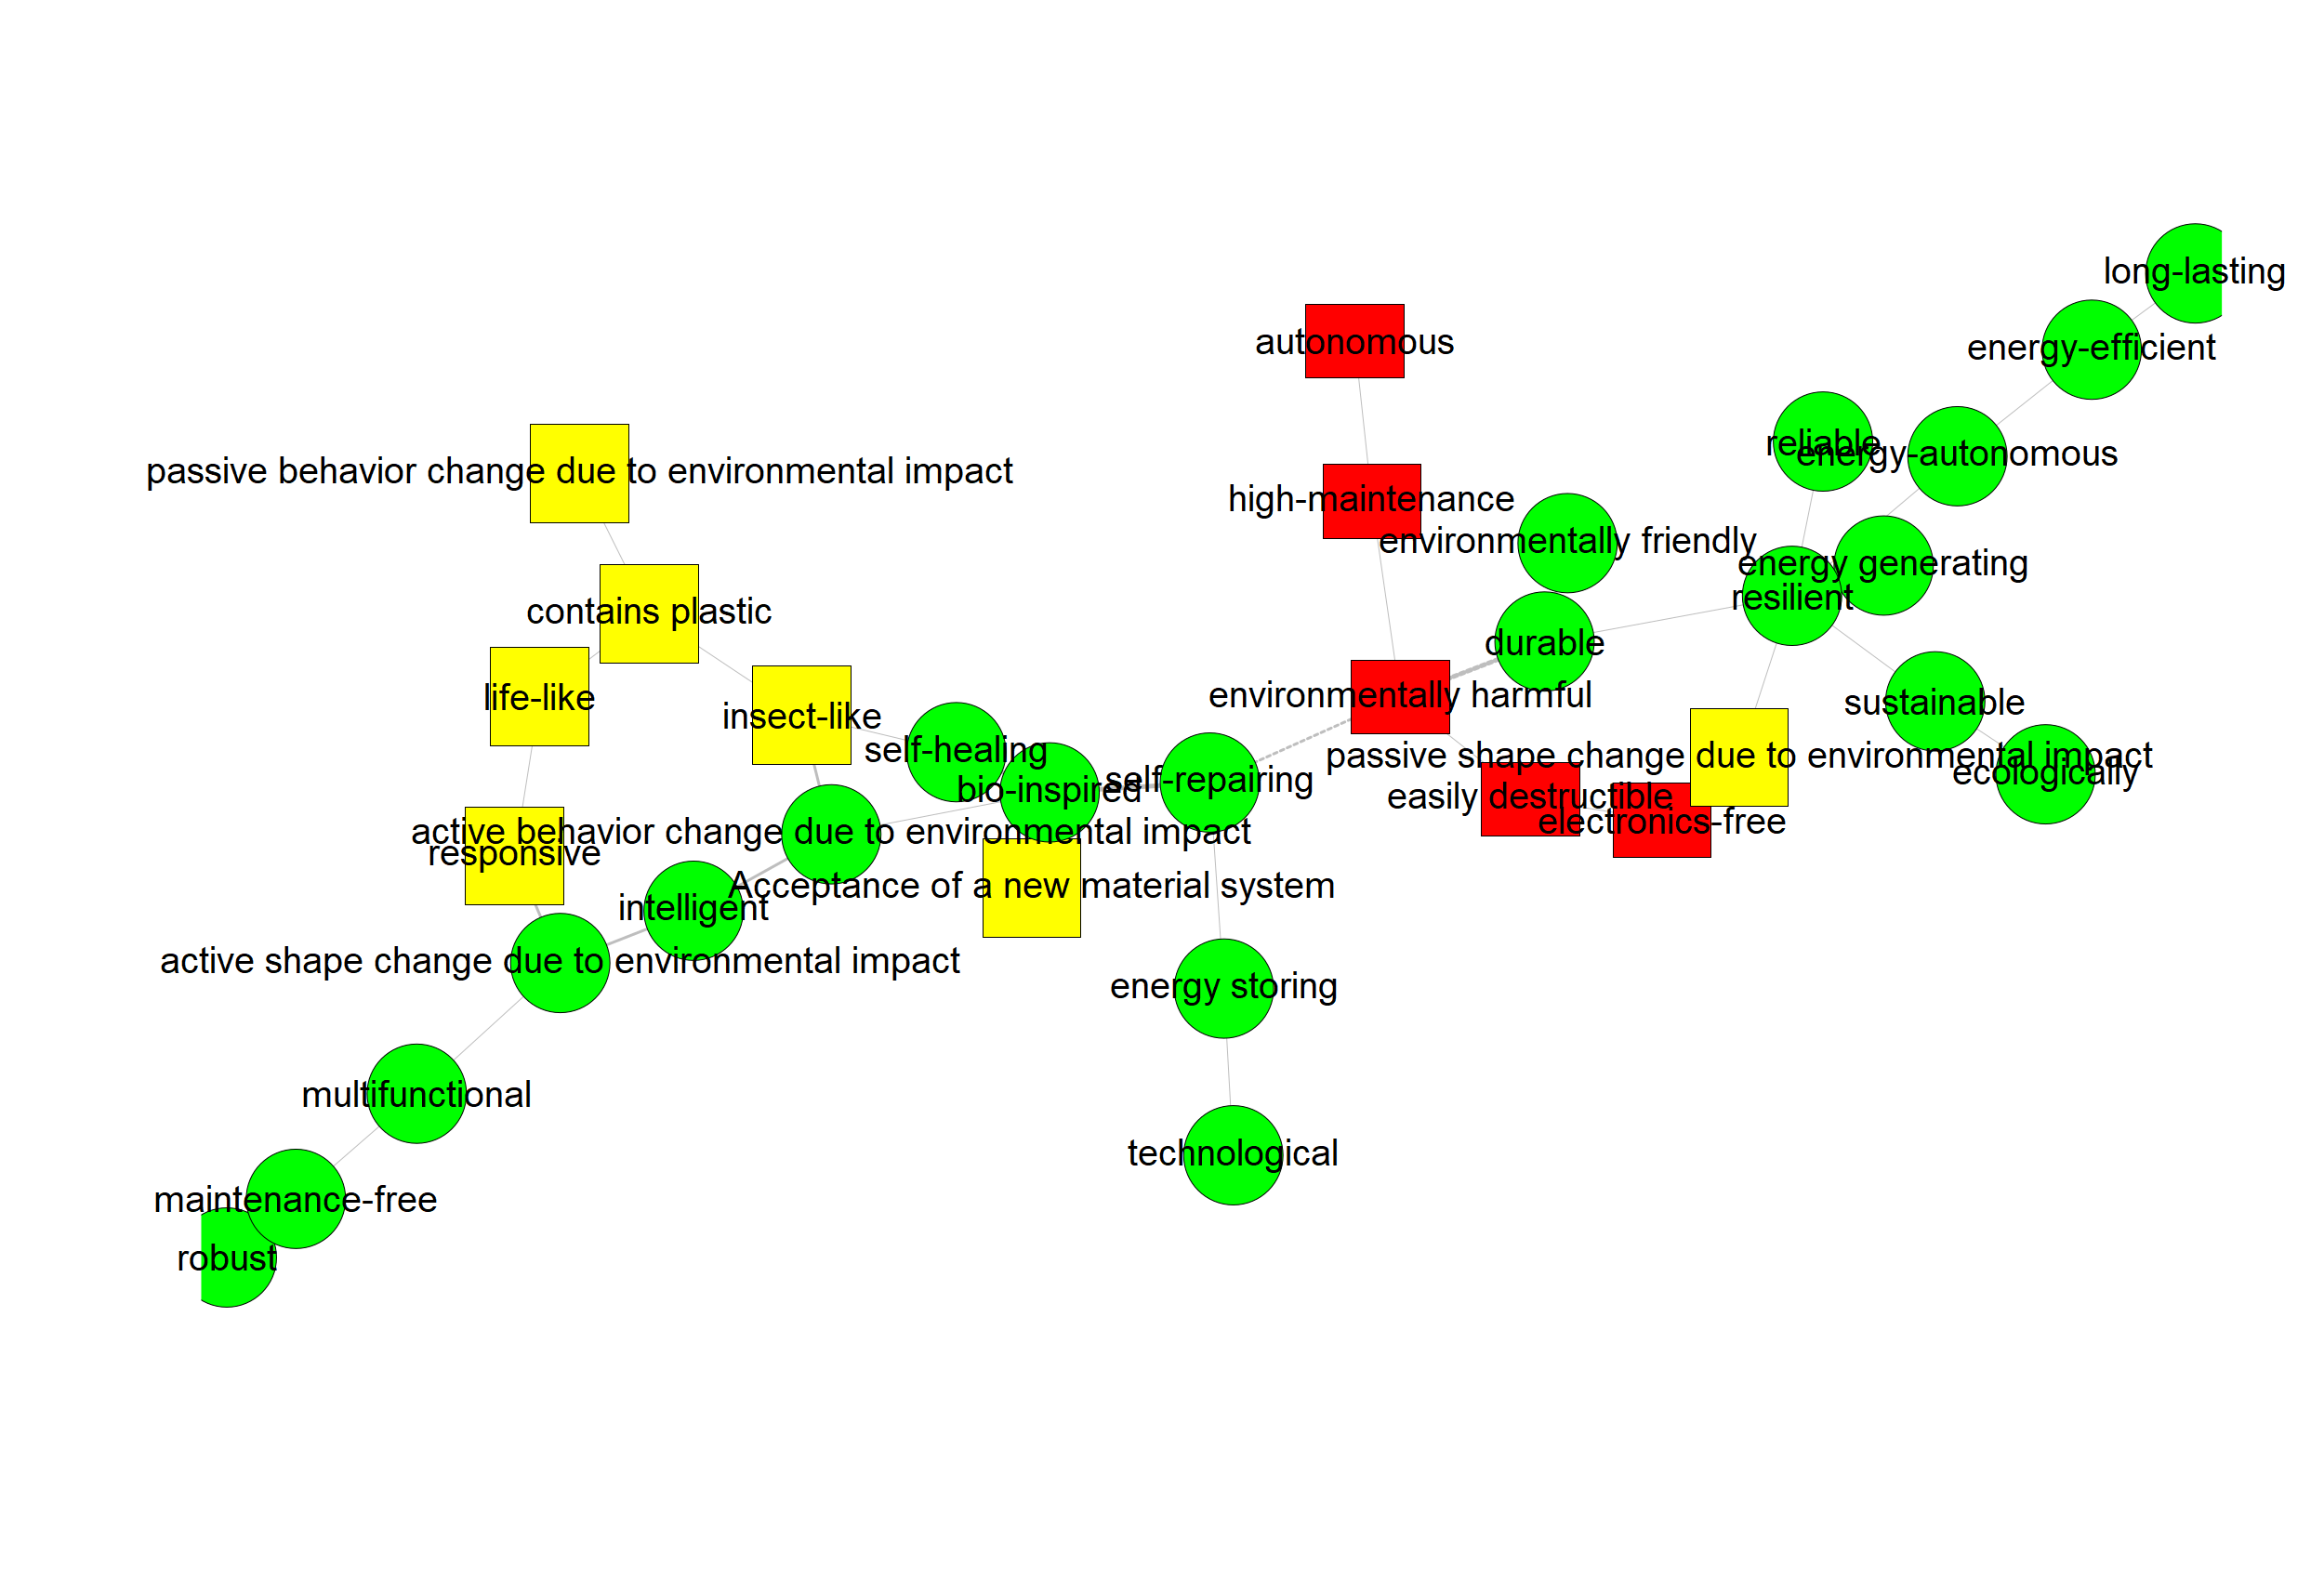 long-lasting
autonomous
energy-efficient
reliable
energy-autonomous
passive behavior change due to environmental impact
high-maintenance
environmentally friendly
energy generating
resilient
contains plastic
durable
life-like
environmentally harmful
sustainable
insect-like
self-healing
passive shape change due to environmental impact
ecologically
self-repairing
bio-inspired
easily destructible
electronics-free
active behavior change due to environmental impact
responsive
Acceptance of a new material system
intelligent
active shape change due to environmental impact
energy storing
multifunctional
technological
maintenance-free
robust